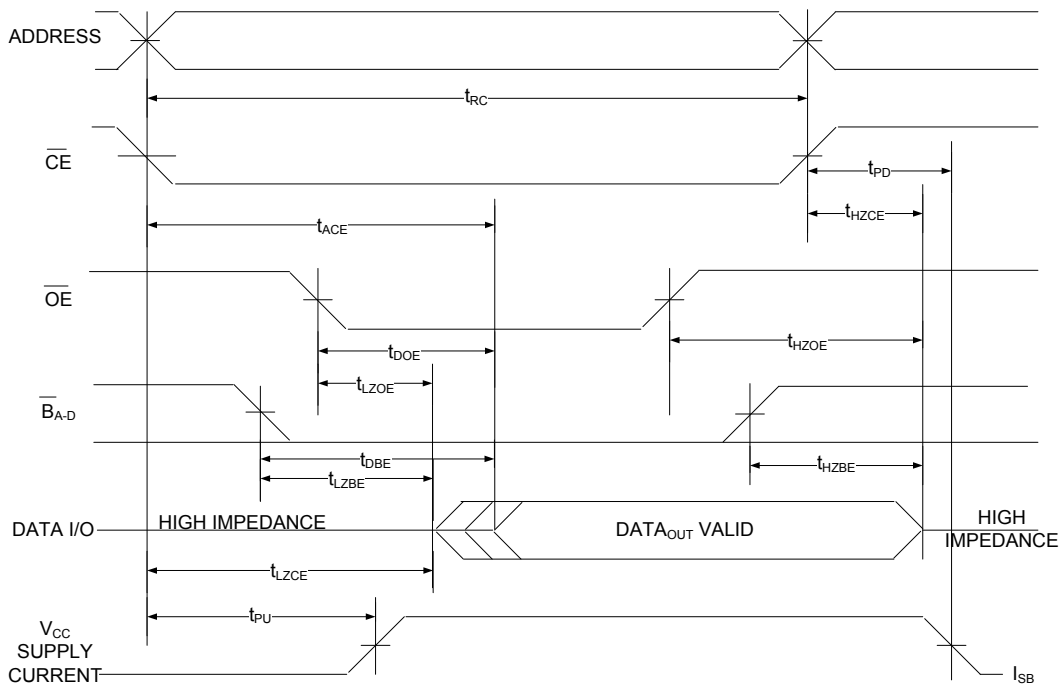 ADDRESS
tRC
CE
tPD
tHZCE
tACE
OE
tDOE
tHZOE
tLZOE
BA-D
tDBE
tLZBE
tHZBE
DATA I/O
HIGH IMPEDANCE
DATAOUT VALID
HIGH
IMPEDANCE
tLZCE
tPU
VCC
SUPPLY
CURRENT
ISB